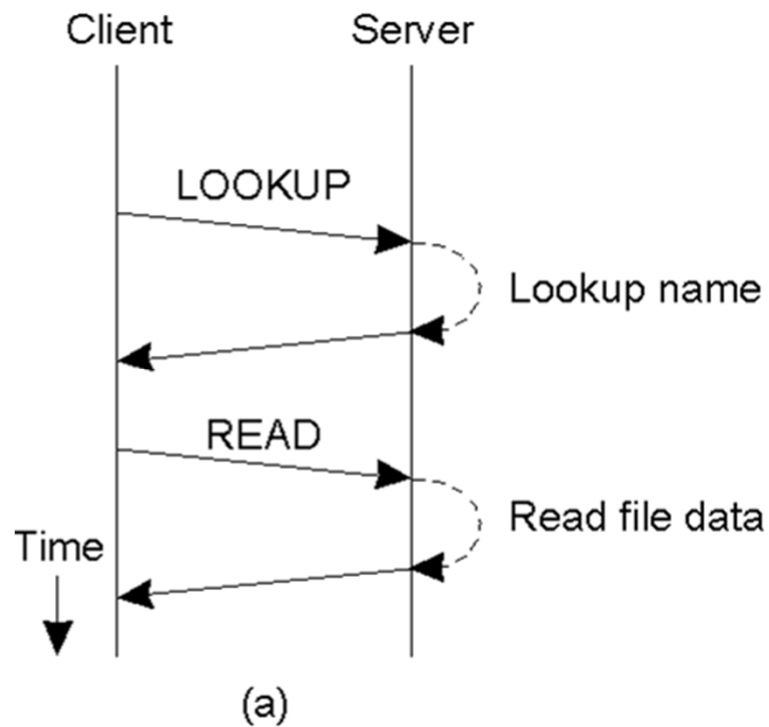 Client
Server
LOOKUP
Lookup name
READ
Read file data
Time
(a)